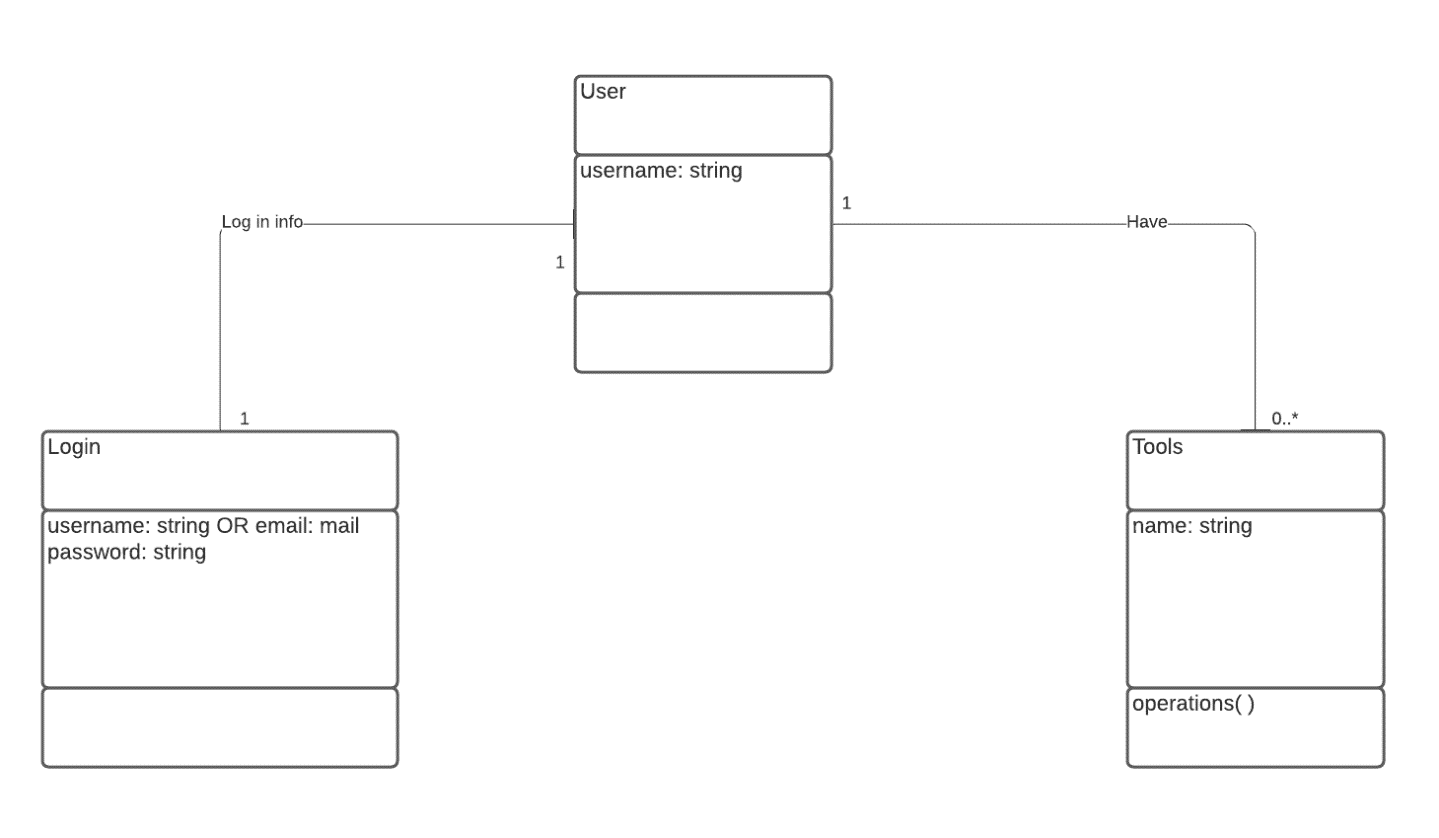 User
username: string
1
Log in info
Have
1
1
0..*
Login
Tools
username: string OR email: mail
password: string
name: string
operations( )